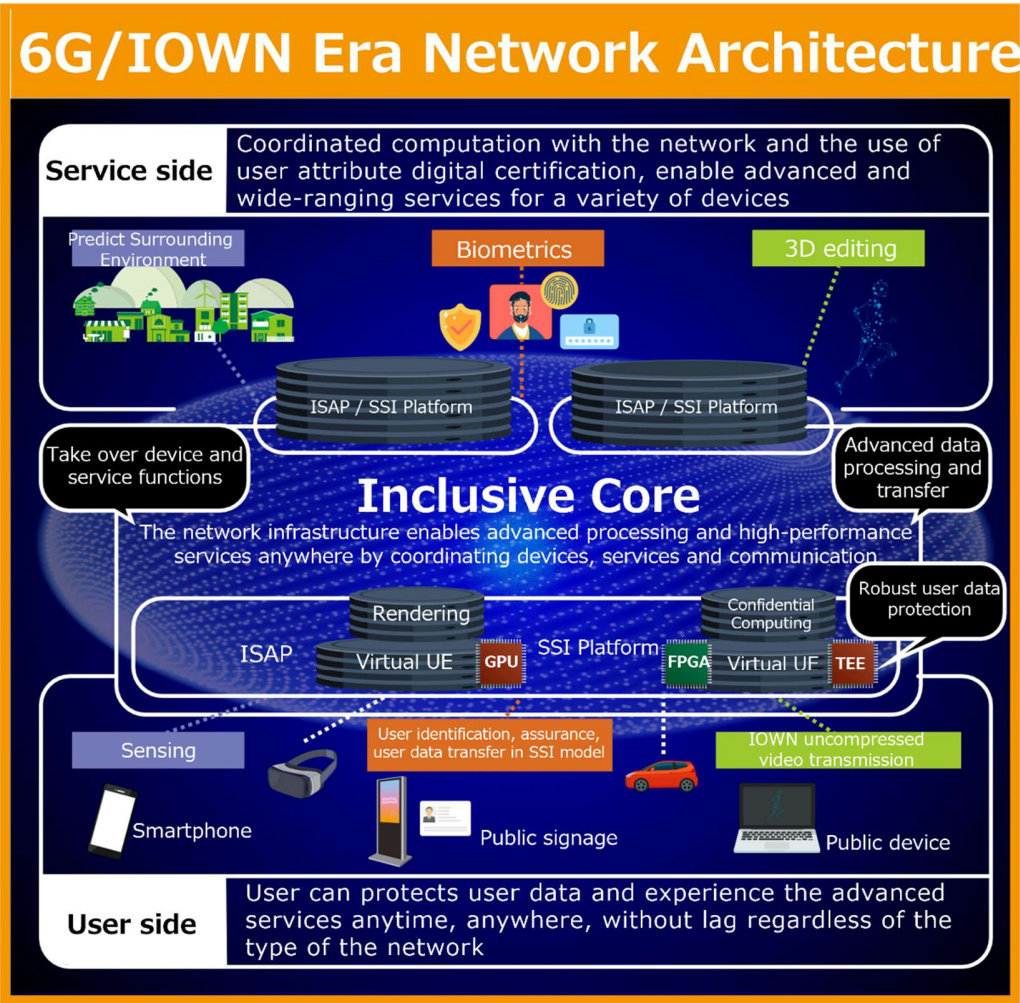 6G/IOWN Era Network Architecture
Service side
Coordinated computation with the network and the use of
user attribute digital certification, enable advanced and
wide-ranging services for a variety of devices
Predict Surrounding
Environment
Biometrics
3D editing
ISAP / SSI Platform
ISAP / SSI Platform
Take over device and
service functions
Advanced data
processing and
transfer
Inclusive Core
The network infrastructure enables advanced processing and high-performance
services anywhere by coordinating devices, services and communication
Robust user data
protection
Rendering
Confidential
Computing
ISAP
Virtual UE
GPU
SSI Platform
FPGA
Virtual UE
TEE
Sensing
User identification, assurance,
user data transfer in SSI model
IOWN uncompressed
video transmission
Smartphone
Public signage
Public device
User side
User can protects user data and experience the advanced
services anytime, anywhere, without lag regardless of the
type of the network